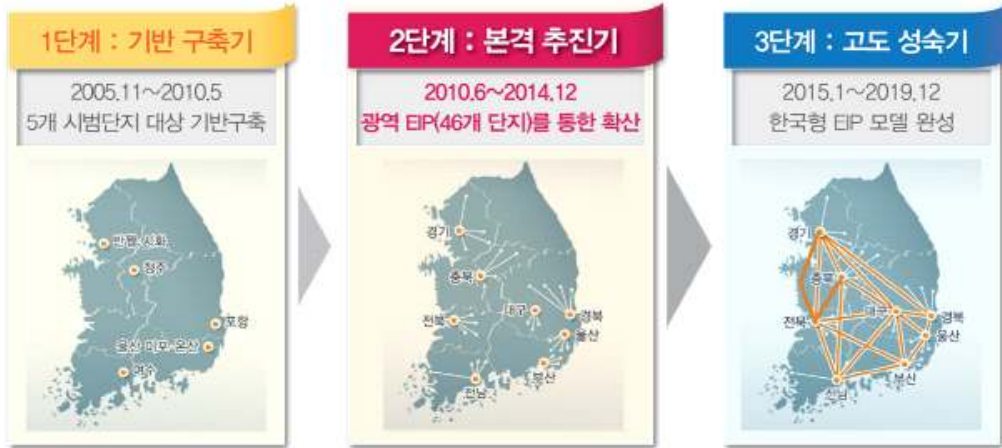 1단계 : 기반 구축기
2005.11~2010.5
5개 시범단지 대상 기반구축
반월·시화
청주
포항
울산 미포·온산
여수
2단계 : 본격 추진기
2010.6~2014.12
광역 EIP(46개 단지)를 통한 확산
경기
충북
대구
전북
경북
울산
부산
전남
3단계 : 고도 성숙기
2015.1~2019.12
한국형 EIP 모델 완성
경기
충북
대구
전북
경북
울산
부산
전남